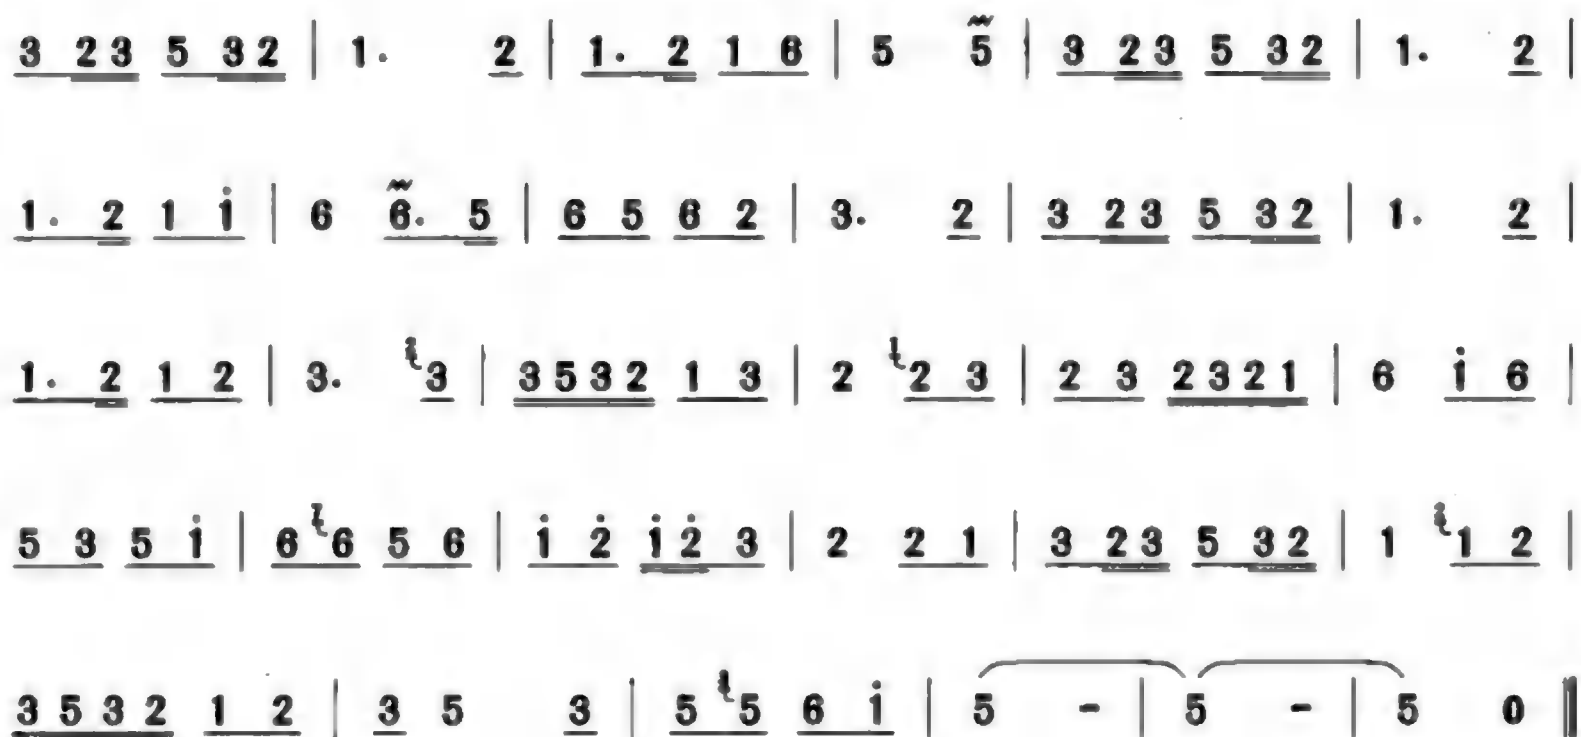 3 23 5 32 | 1. 2 | 1. 2 1 6 | 5 5 | 3 23 5 32 | 1. 2 |
1. 2 1 i | 6 6. 5 | 6 5 6 2 | 3. 2 | 3 23 5 32 | 1. 2 |
1. 2 1 2 | 3. 3 | 3532 1 3 | 2 2 3 | 2 3 2321 | 6 i 6 |
5 3 5 i | 6 6 5 6 | i 2̇ i2̇ 3 | 2 2 1 | 3 23 5 32 | 1 1 2 |
3532 1 2 | 3 5 3 | 5 5 6 i | 5 - | 5 - | 5 0 ‖